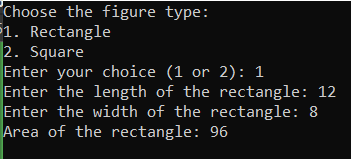 Choose the figure type:
1. Rectangle
2. Square
Enter your choice (1 or 2): 1
Enter the length of the rectangle: 12
Enter the width of the rectangle: 8
Area of the rectangle: 96